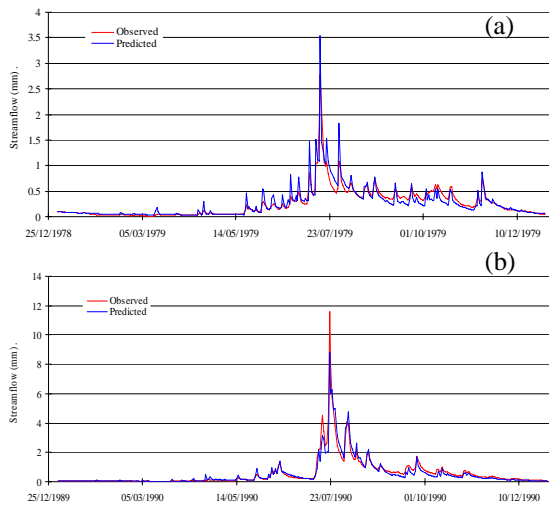 (a)
4
3.5
3
2.5
2
1.5
1
0.5
0
Streamflow (mm) .
Observed
Predicted
25/12/1978 05/03/1979 14/05/1979 23/07/1979 01/10/1979 10/12/1979
(b)
14
12
10
8
6
4
2
0
Streamflow (mm) .
Observed
Predicted
25/12/1989 05/03/1990 14/05/1990 23/07/1990 01/10/1990 10/12/1990